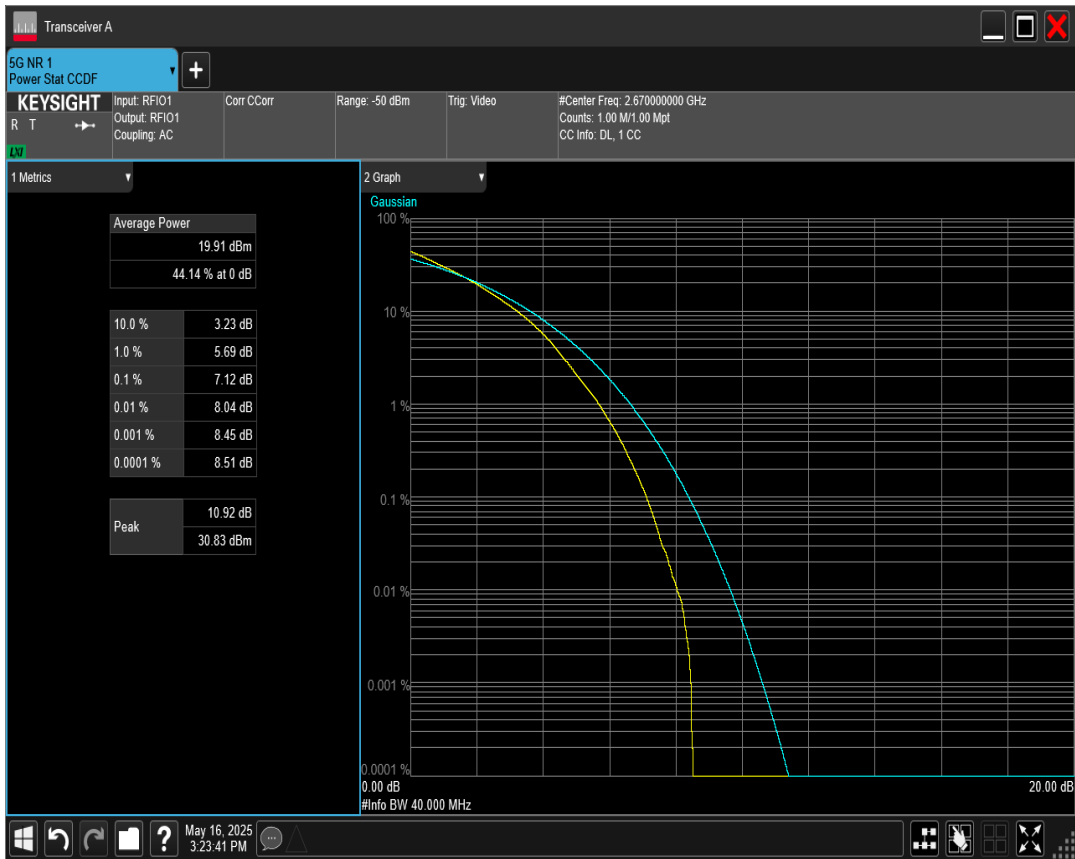 Transceiver A
5G NR 1
Power Stat CCDF
+
KEYSIGHT
R T
LXI
Input: RFIO1
Output: RFIO1
Coupling: AC
Corr CCorr
Range: -50 dBm
Trig: Video
#Center Freq: 2.670000000 GHz
Counts: 1.00 M/1.00 Mpt
CC Info: DL, 1 CC
1 Metrics
Average Power
19.91 dBm
44.14 % at 0 dB
10.0 % 3.23 dB
1.0 % 5.69 dB
0.1 % 7.12 dB
0.01 % 8.04 dB
0.001 % 8.45 dB
0.0001 % 8.51 dB
Peak
10.92 dB
30.83 dBm
2 Graph
Gaussian
100 %
10 %
1 %
0.1 %
0.01 %
0.001 %
0.0001 %
0.00 dB 20.00 dB
#Info BW 40.000 MHz
?
May 16, 2025
3:23:41 PM